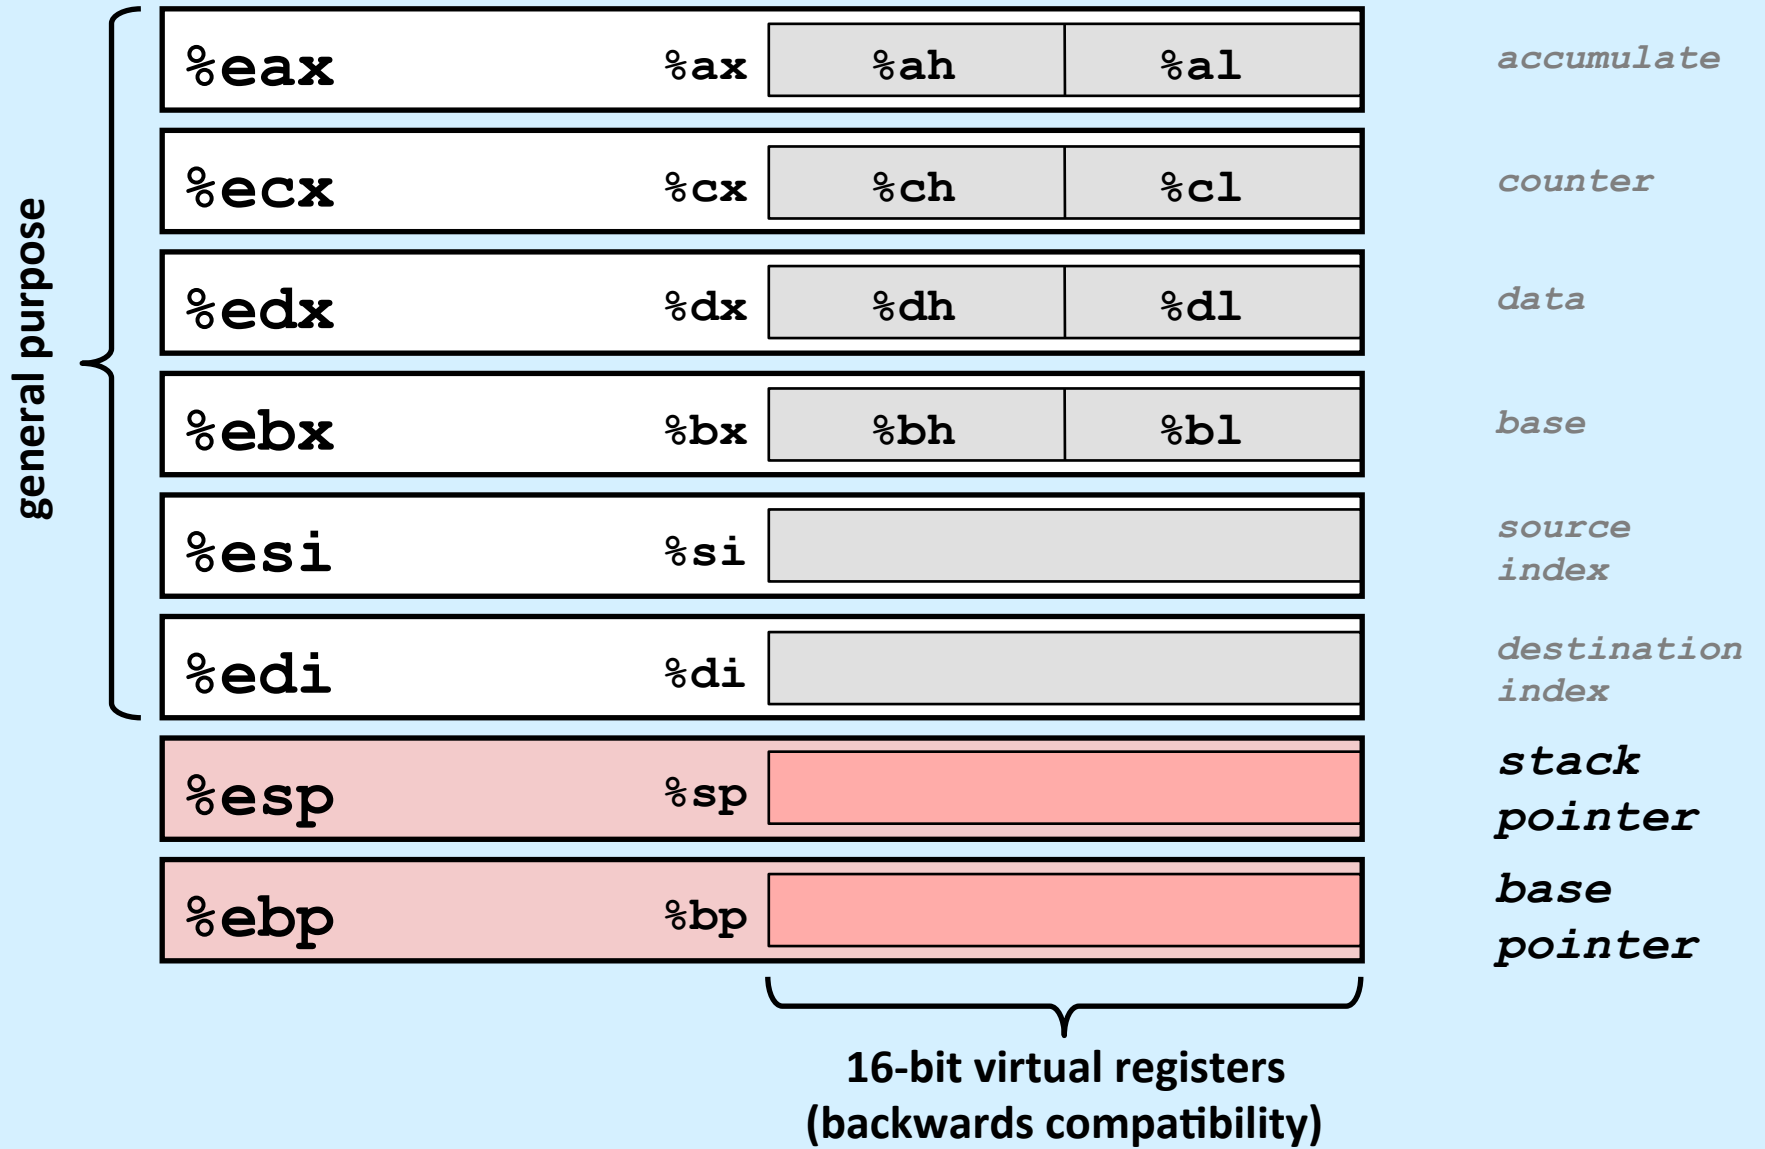 general purpose
%eax %ax %ah %al accumulate
%ecx %cx %ch %cl counter
%edx %dx %dh %dl data
%ebx %bx %bh %bl base
%esi %si source
index
%edi %di destination
index
%esp %sp stack
pointer
%ebp %bp base
pointer
16-bit virtual registers
(backwards compatibility)